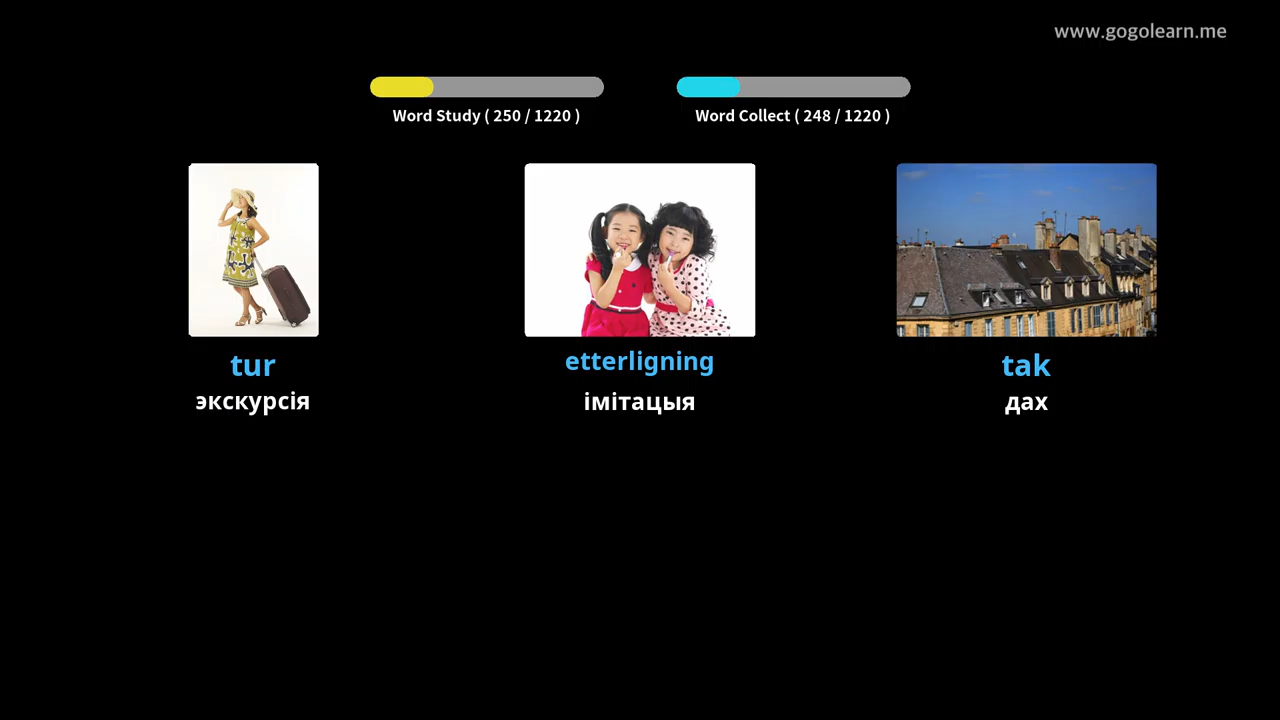 www.gogolearn.me
Word Study ( 250 / 1220 )
Word Collect ( 248 / 1220 )
tur
экскурсія
etterligning
імітацыя
tak
дах